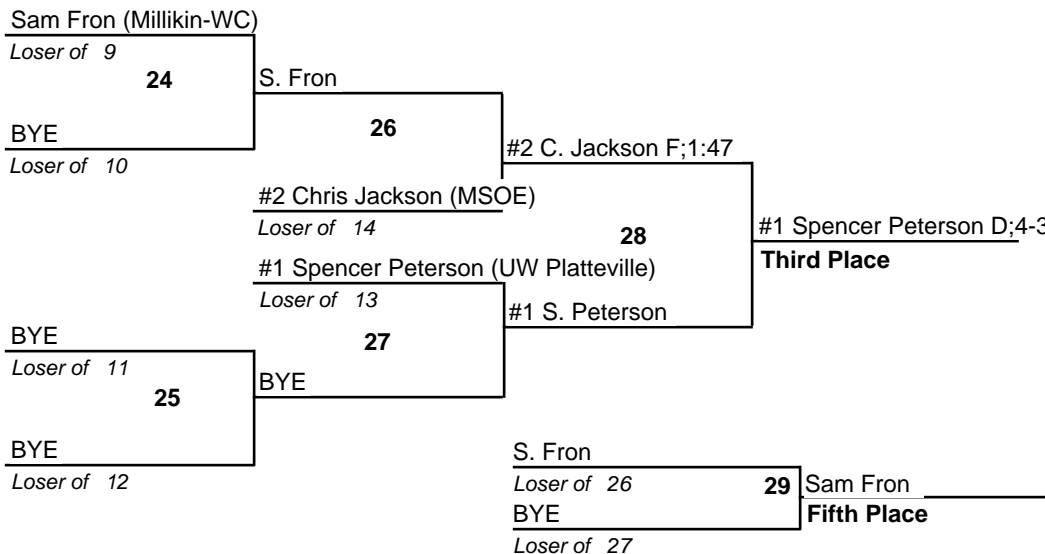 Sam Fron (Millikin-WC)
Loser of 9
24
S. Fron
BYE
Loser of 10
26
#2 C. Jackson F;1:47
#2 Chris Jackson (MSOE)
Loser of 14
28
#1 Spencer Peterson D;4-3
Third Place
#1 Spencer Peterson (UW Platteville)
Loser of 13
#1 S. Peterson
27
BYE
Loser of 11
25
BYE
BYE
Loser of 12
S. Fron
Loser of 26
29
Sam Fron
Fifth Place
BYE
Loser of 27